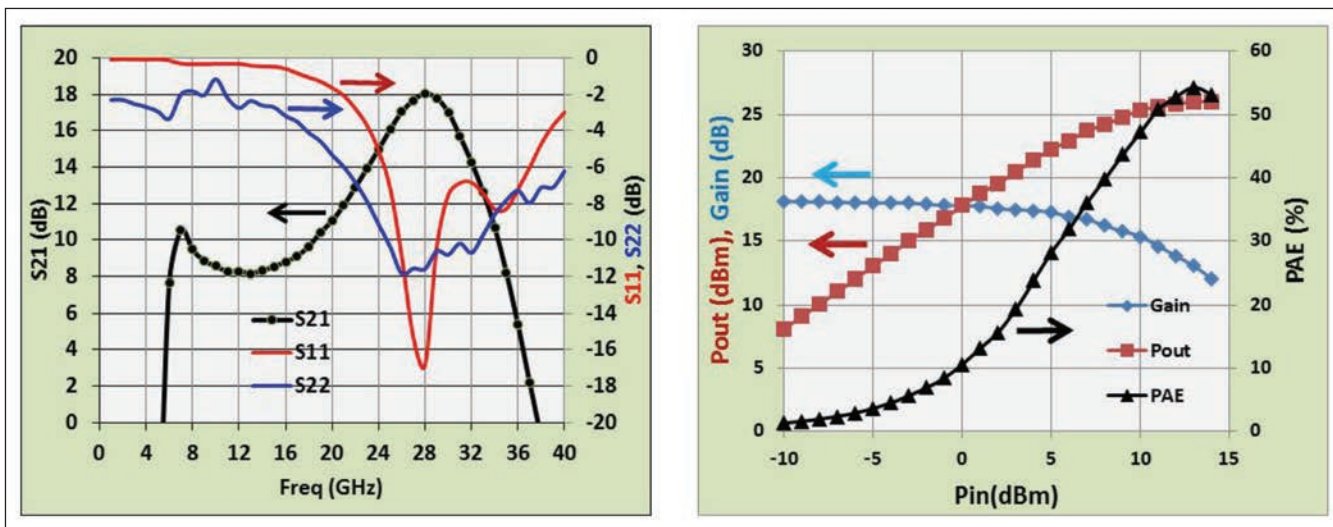 20
18
16
14
12
10
8
6
4
2
0
S21 (dB)
0
-2
-4
-6
-8
-10
-12
-14
-16
-18
-20
S11, S22 (dB)
S21
S11
S22
0 4 8 12 16 20 24 28 32 36 40
Freq (GHz)
30
25
20
15
10
5
0
Pout (dBm), Gain (dB)
60
50
40
30
20
10
0
PAE (%)
Gain
Pout
PAE
-10 -5 0 5 10 15
Pin(dBm)